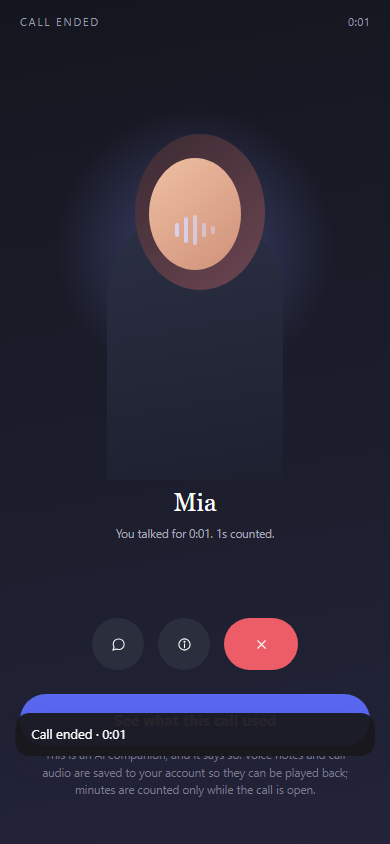 CALL ENDED 0:01
Mia
You talked for 0:01. 1s counted.
See what this call used
Call ended · 0:01
This is an AI companion, and it says so. Voice notes and call
audio are saved to your account so they can be played back;
minutes are counted only while the call is open.